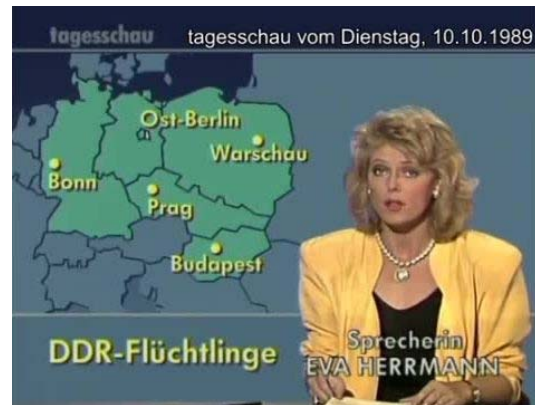 tagesschau
tagesschau vom Dienstag, 10.10.1989
Ost-Berlin
Warschau
Bonn
Prag
Budapest
DDR-Flüchtlinge
Sprecherin
EVA HERRMANN